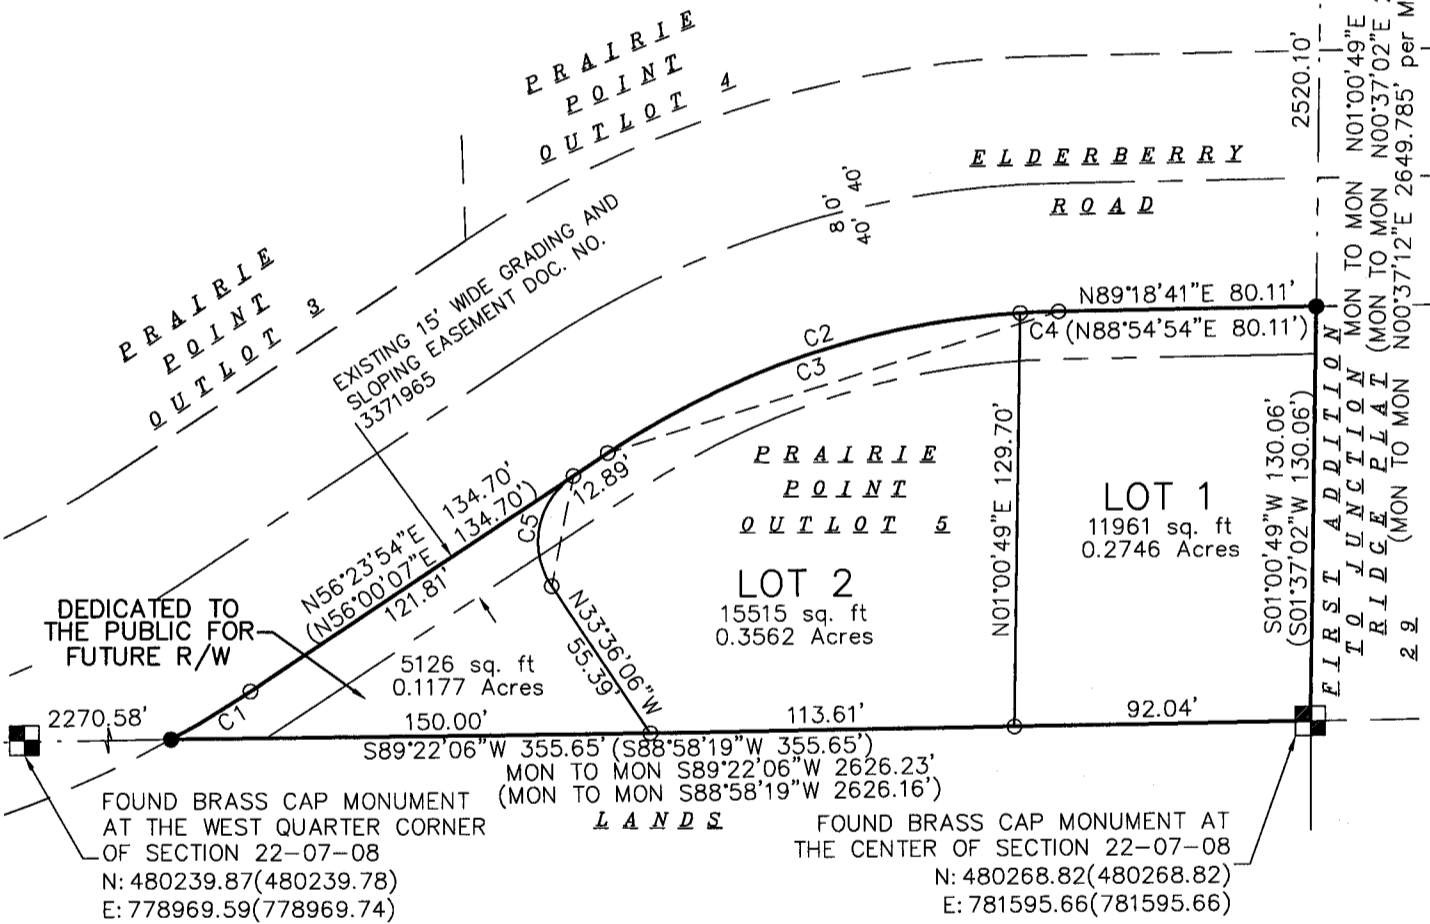 PRAIRIE
POINT
OUTLOT 4
PRAIRIE
POINT
OUTLOT 3
EXISTING 15' WIDE GRADING AND
SLOPING EASEMENT DOC. NO.
3371965
ELDERBERRY
ROAD
80'
40'
40'
2520.10'
MON TO MON N01°00'49"E
(MON TO MON N00°37'02"E
(MON TO MON N00°37'12"E 2649.785' per M
N89°18'41"E 80.11'
C4 (N88°54'54"E 80.11')
C2
C3
12.89'
C5
134.70'
134.70')
N56°23'54"E
(N56°00'07"E
121.81'
C1
PRAIRIE
POINT
OUTLOT 5
LOT 1
11961 sq. ft
0.2746 Acres
LOT 2
15515 sq. ft
0.3562 Acres
N01°00'49"E 129.70'
S01°00'49"W 130.06'
(S01°37'02"W 130.06')
FIRST ADDITION
TO JUNCTION
RIDGE PLAT
29
DEDICATED TO
THE PUBLIC FOR
FUTURE R/W
5126 sq. ft
0.1177 Acres
N33°36'06"W
55.39'
2270.58'
150.00'
113.61'
92.04'
S89°22'06"W 355.65' (S88°58'19"W 355.65')
MON TO MON S89°22'06"W 2626.23'
(MON TO MON S88°58'19"W 2626.16')
LANDS
FOUND BRASS CAP MONUMENT
AT THE WEST QUARTER CORNER
OF SECTION 22-07-08
N: 480239.87(480239.78)
E: 778969.59(778969.74)
FOUND BRASS CAP MONUMENT AT
THE CENTER OF SECTION 22-07-08
N: 480268.82(480268.82)
E: 781595.66(781595.66)